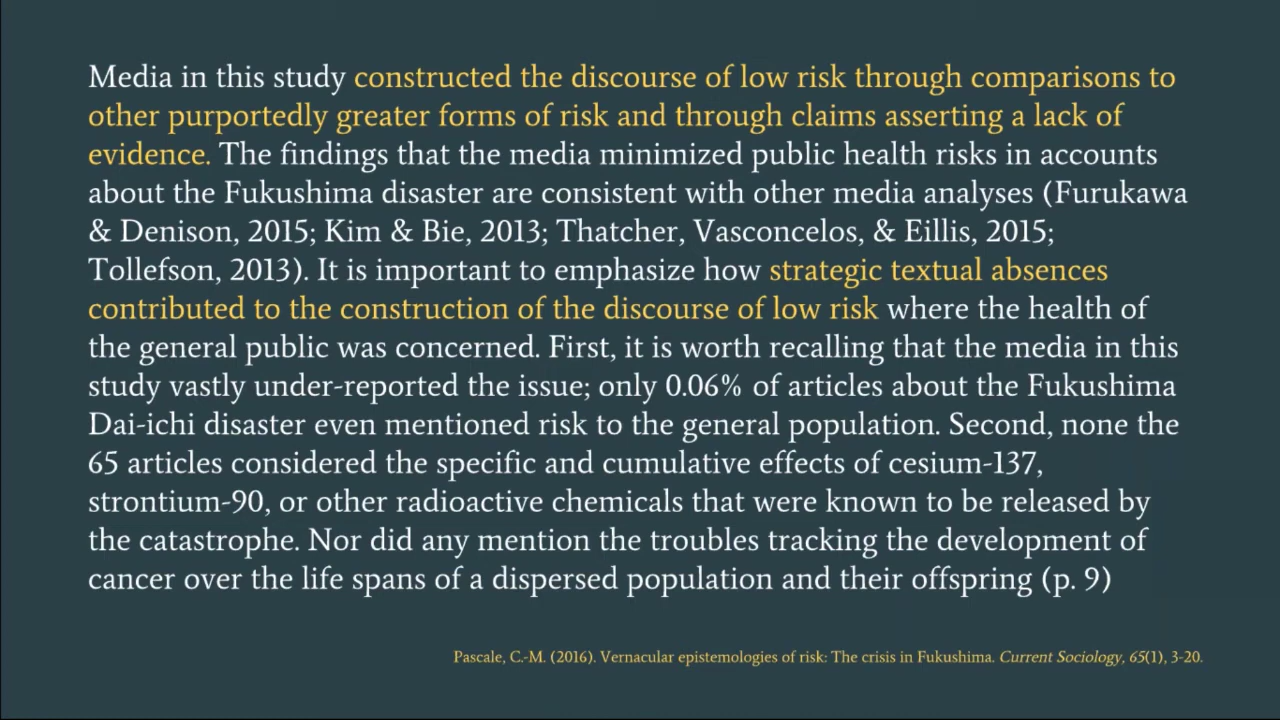 Media in this study constructed the discourse of low risk through comparisons to
other purportedly greater forms of risk and through claims asserting a lack of
evidence. The findings that the media minimized public health risks in accounts
about the Fukushima disaster are consistent with other media analyses (Furukawa
& Denison, 2015; Kim & Bie, 2013; Thatcher, Vasconcelos, & Eillis, 2015;
Tollefson, 2013). It is important to emphasize how strategic textual absences
contributed to the construction of the discourse of low risk where the health of
the general public was concerned. First, it is worth recalling that the media in this
study vastly under-reported the issue; only 0.06% of articles about the Fukushima
Dai-ichi disaster even mentioned risk to the general population. Second, none the
65 articles considered the specific and cumulative effects of cesium-137,
strontium-90, or other radioactive chemicals that were known to be released by
the catastrophe. Nor did any mention the troubles tracking the development of
cancer over the life spans of a dispersed population and their offspring (p. 9)
Pascale, C.-M. (2016). Vernacular epistemologies of risk: The crisis in Fukushima. Current Sociology, 65(1), 3-20.